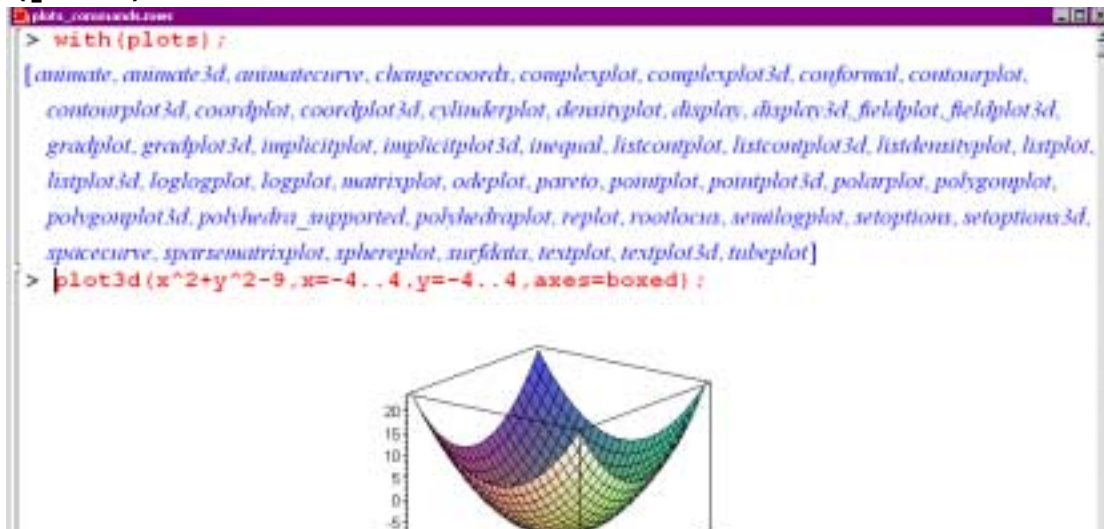 plots_commands.mws
> with(plots);
[animate, animate3d, animatecurve, changecoords, complexplot, complexplot3d, conformal, contourplot,
contourplot3d, coordplot, coordplot3d, cylinderplot, densityplot, display, display3d, fieldplot, fieldplot3d,
gradplot, gradplot3d, implicitplot, implicitplot3d, inequal, listcontplot, listcontplot3d, listdensityplot, listplot,
listplot3d, loglogplot, logplot, matrixplot, odeplot, pareto, pointplot, pointplot3d, polarplot, polygonplot,
polygonplot3d, polyhedra_supported, polyhedraplot, replot, rootlocus, semilogplot, setoptions, setoptions3d,
spacecurve, sparsematrixplot, sphereplot, surfdata, textplot, textplot3d, tubeplot]
> plot3d(x^2+y^2-9,x=-4..4,y=-4..4,axes=boxed);
20
15
10
5
0
-5